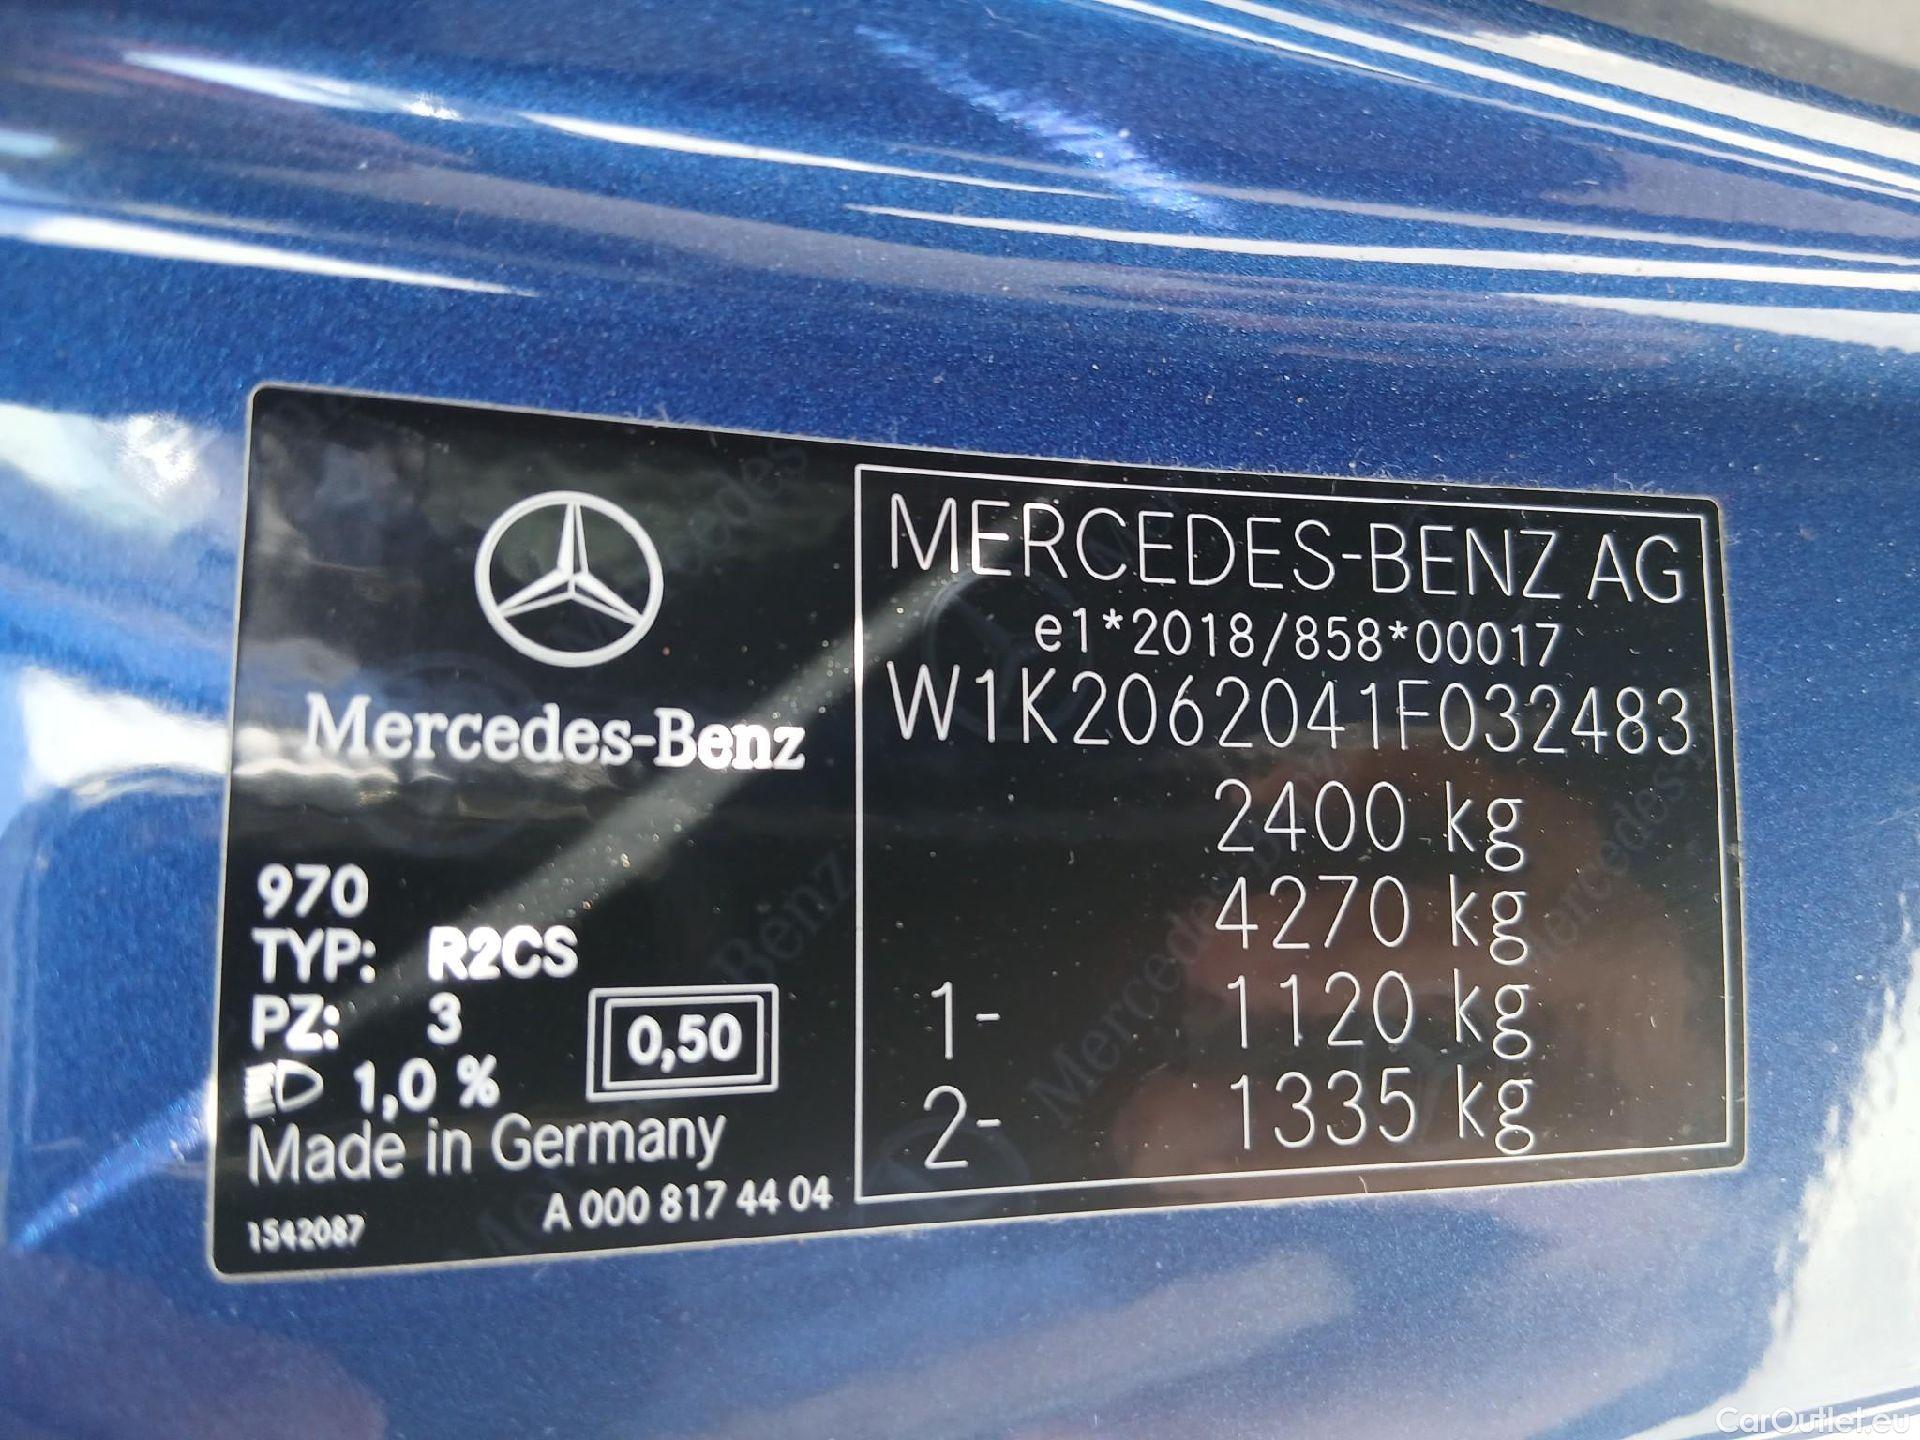 Mercedes-Benz
970
TYP: R2CS
PZ: 3
1,0 %
0,50
Made in Germany
A 000 817 44 04
1542087
MERCEDES-BENZ AG
e1*2018/858*00017
W1K2062041F032483
2400 kg
4270 kg
1- 1120 kg
2- 1335 kg
CarOutlet.eu